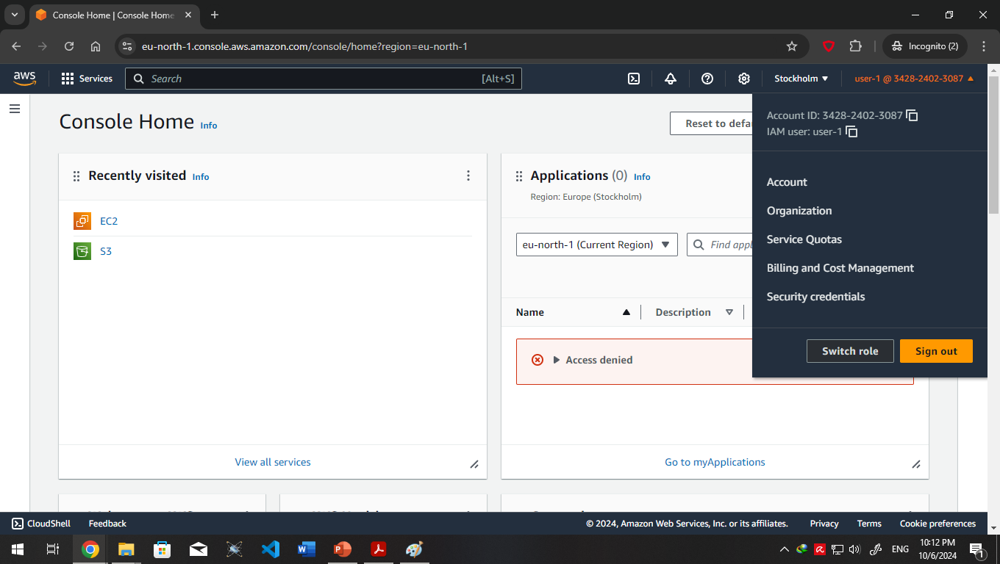 Console Home | Console Home
eu-north-1.console.aws.amazon.com/console/home?region=eu-north-1
Incognito (2)
aws
Services
Search
[Alt+S]
Stockholm
user-1 @ 3428-2402-3087
Account ID: 3428-2402-3087
IAM user: user-1
Account
Organization
Service Quotas
Billing and Cost Management
Security credentials
Switch role
Sign out
Console Home Info
Reset to defau
Recently visited Info
EC2
S3
View all services
Applications (0) Info
Region: Europe (Stockholm)
eu-north-1 (Current Region)
Find appl
Name
Description
Access denied
Go to myApplications
CloudShell
Feedback
© 2024, Amazon Web Services, Inc. or its affiliates.
Privacy
Terms
Cookie preferences
ENG
10:12 PM
10/6/2024
1